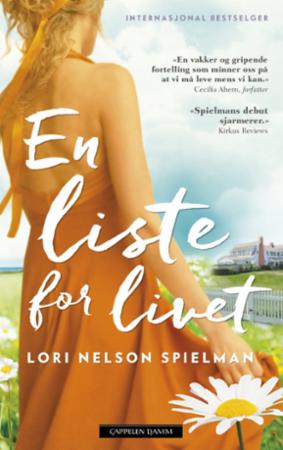 INTERNASJONAL BESTSELGER
«En vakker og gripende
fortelling som minner oss på
at vi må leve mens vi kan.»
Cecilia Ahern, forfatter
«Spielmans debut
sjarmerer.»
Kirkus Reviews
En
liste
for livet
LORI NELSON SPIELMAN
CAPPELEN DAMM